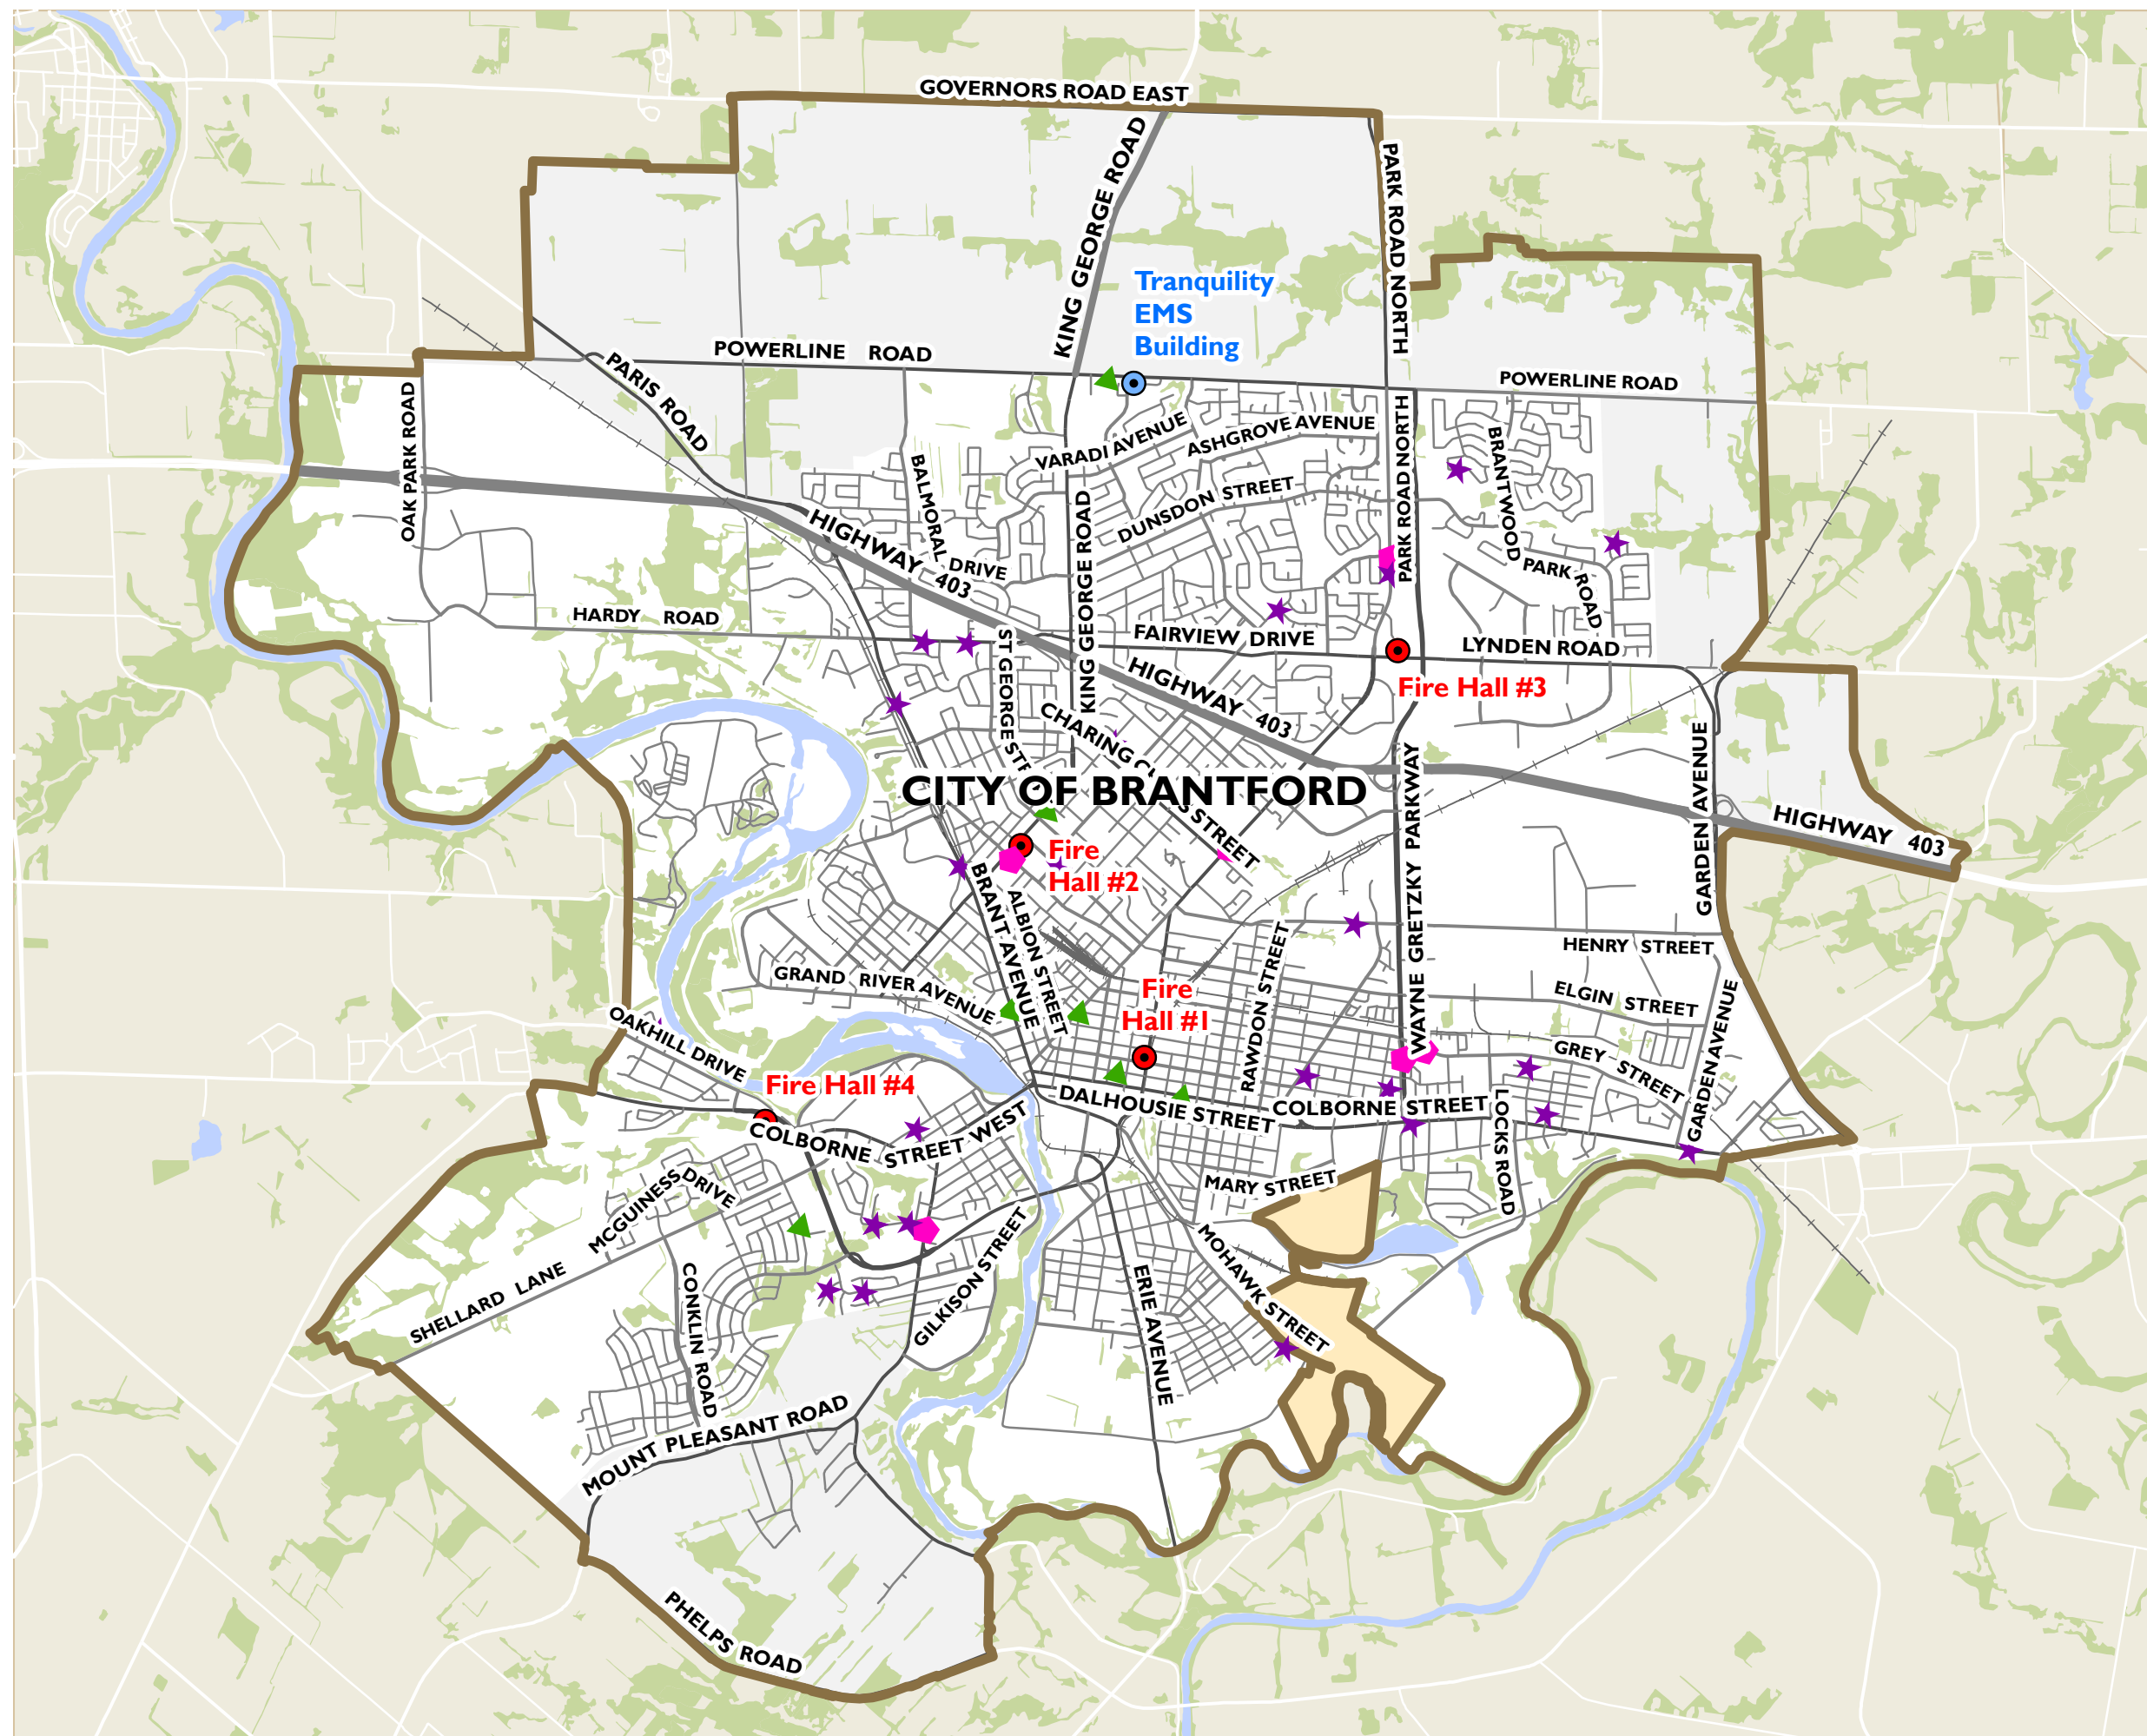 GOVERNORS ROAD EAST
KING GEORGE ROAD
PARK ROAD NORTH
Tranquility
EMS
Building
POWERLINE ROAD
PARIS ROAD
POWERLINE ROAD
OAK PARK ROAD
VARADI AVENUE
ASHGROVE AVENUE
PARK ROAD NORTH
BRANTWOOD
PARK ROAD
BALMORAL DRIVE
KING GEORGE ROAD
DUNSDON STREET
HIGHWAY 403
HARDY ROAD
ST GEORGE STR
FAIRVIEW DRIVE
LYNDEN ROAD
HIGHWAY 403
Fire Hall #3
CHARING C S STREET
CITY OF BRANTFORD
WAYNE GRETZKY PARKWAY
GARDEN AVENUE
HIGHWAY 403
Fire
Hall #2
BRANT AVENUE
ALBION STREET
HENRY STREET
GRAND RIVER AVENUE
RAWDON STREET
Fire
Hall #1
ELGIN STREET
GARDEN AVENUE
OAKHILL DRIVE
GREY STREET
Fire Hall #4
DALHOUSIE STREET
COLBORNE STREET
LOCKS ROAD
COLBORNE STREET WEST
MCGUINESS DRIVE
MARY STREET
SHELLARD LANE
CONKLIN ROAD
GILKISON STREET
ERIE AVENUE
MOHAWK STREET
MOUNT PLEASANT ROAD
PHELPS ROAD